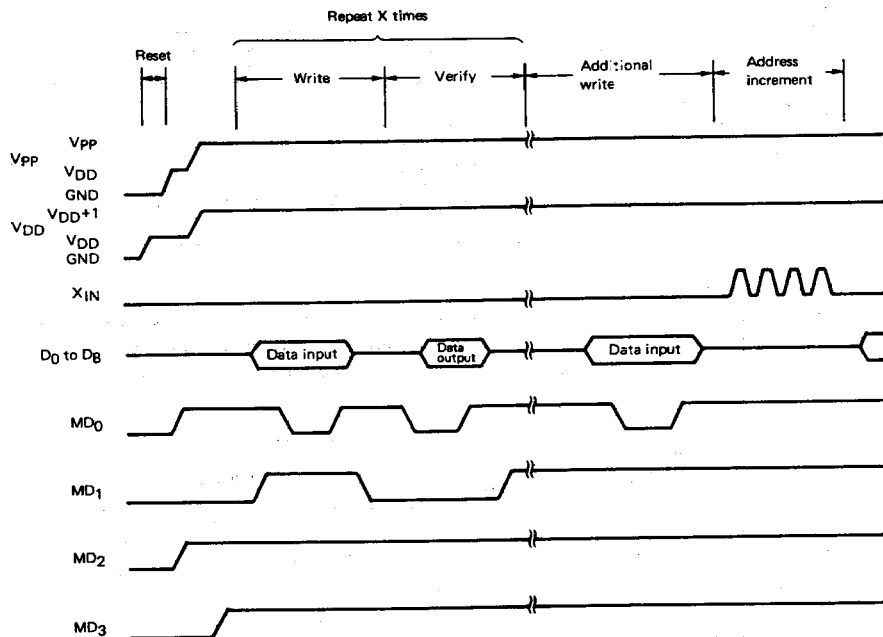 Repeat X times
Reset
Write
Verify
Additional write
Address increment
VPP
VPP
VDD
GND
VDD
VDD+1
VDD
GND
XIN
D0 to DB
Data input
Data output
Data input
MD0
MD1
MD2
MD3